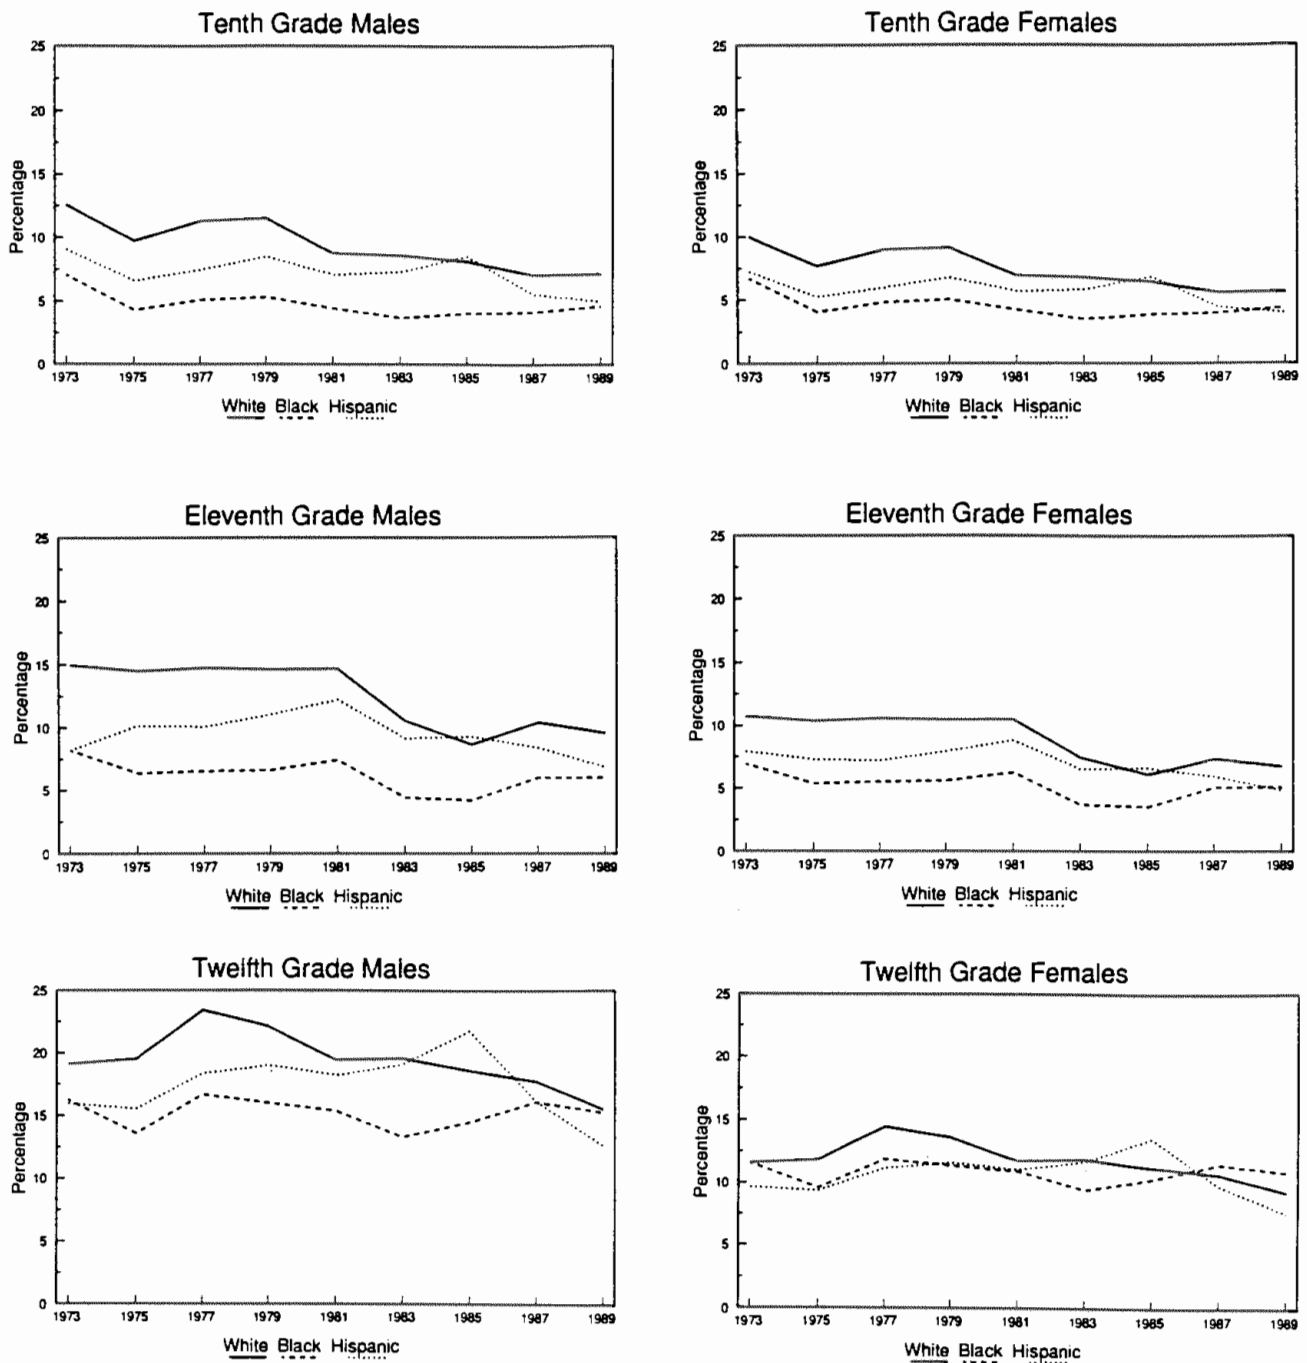 Tenth Grade Males
25
20
15
10
5
0
Percentage
1973 1975 1977 1979 1981 1983 1985 1987 1989
White Black Hispanic
Tenth Grade Females
25
20
15
10
5
0
Percentage
1973 1975 1977 1979 1981 1983 1985 1987 1989
White Black Hispanic
Eleventh Grade Males
25
20
15
10
5
0
Percentage
1973 1975 1977 1979 1981 1983 1985 1987 1989
White Black Hispanic
Eleventh Grade Females
25
20
15
10
5
0
Percentage
1973 1975 1977 1979 1981 1983 1985 1987 1989
White Black Hispanic
Twelfth Grade Males
25
20
15
10
5
0
Percentage
1973 1975 1977 1979 1981 1983 1985 1987 1989
White Black Hispanic
Twelfth Grade Females
25
20
15
10
5
0
Percentage
1973 1975 1977 1979 1981 1983 1985 1987 1989
White Black Hispanic